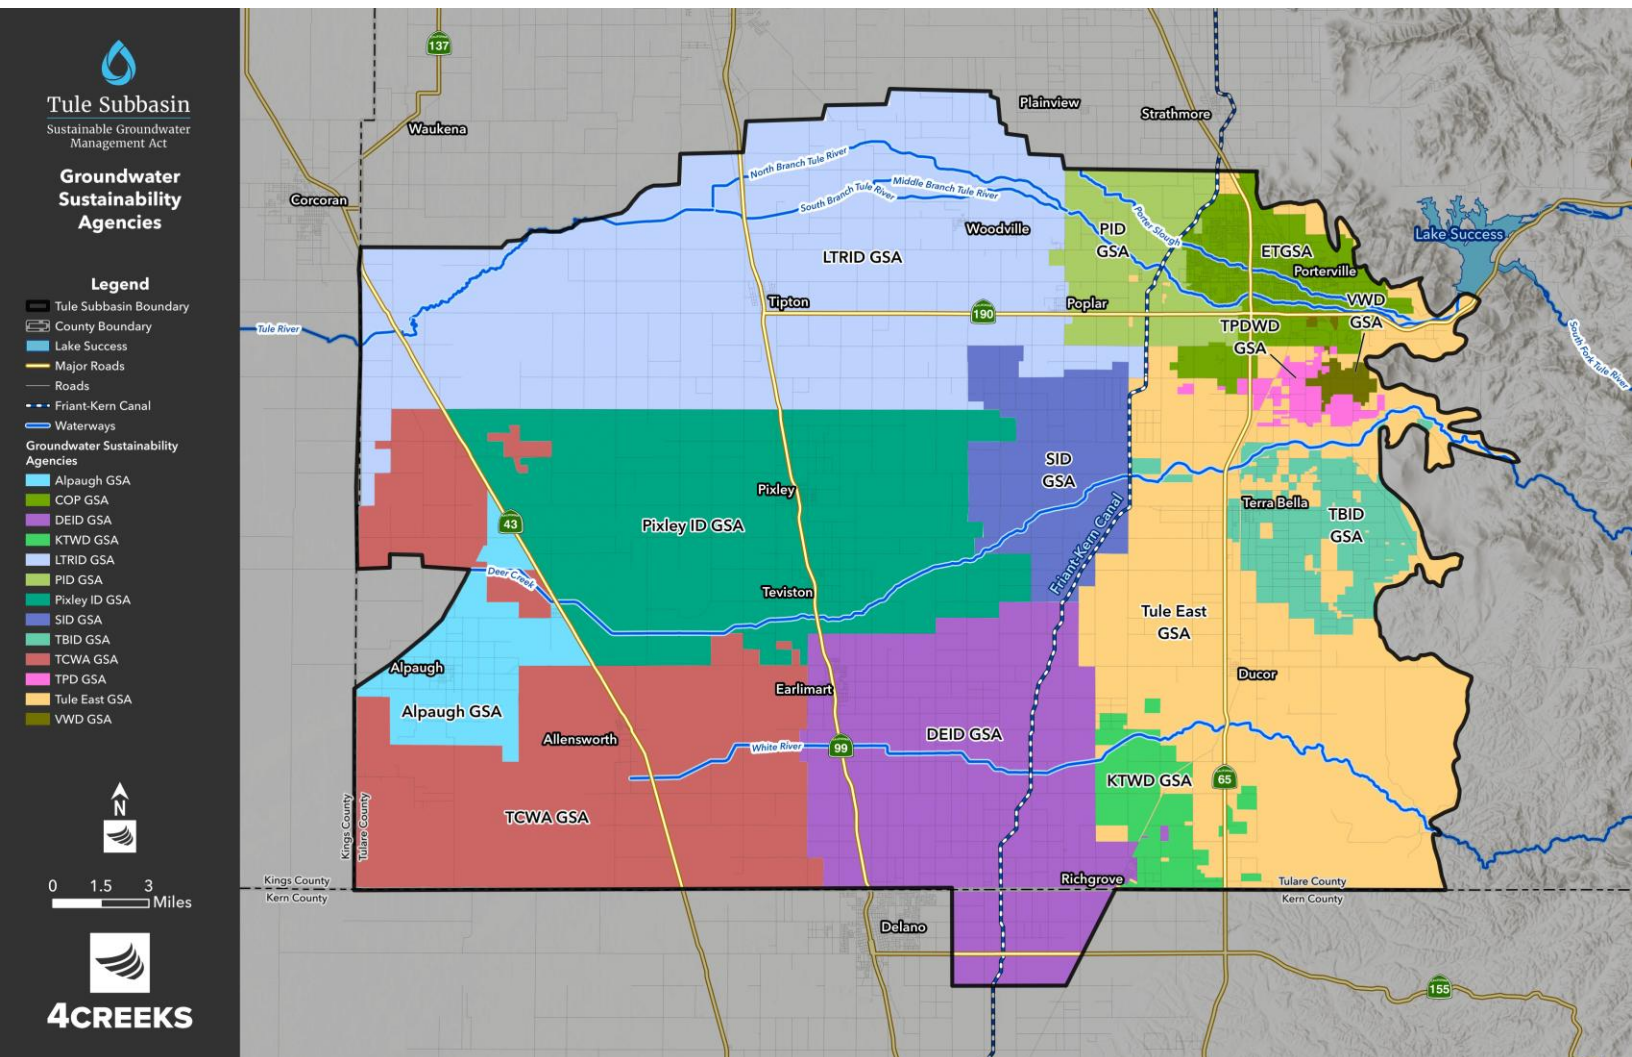 Tule Subbasin
Sustainable Groundwater
Management Act
Groundwater
Sustainability
Agencies
Legend
Tule Subbasin Boundary
County Boundary
Lake Success
Major Roads
Roads
Friant-Kern Canal
Waterways
Groundwater Sustainability
Agencies
Alpaugh GSA
COP GSA
DEID GSA
KTWD GSA
LTRID GSA
PID GSA
Pixley ID GSA
SID GSA
TBID GSA
TCWA GSA
TPD GSA
Tule East GSA
VWD GSA
N
0 1.5 3
Miles
4CREEKS
137
Waukena
Corcoran
Plainview
Strathmore
North Branch Tule River
South Branch Tule River
Middle Branch Tule River
Porter Slough
Woodville
LTRID GSA
PID
GSA
ETGSA
Porterville
Lake Success
Tule River
Tipton
190
Poplar
VWD
GSA
TPDWD
GSA
South Fork Tule River
SID
GSA
Pixley
43
Pixley ID GSA
Terra Bella
TBID
GSA
Friant-Kern Canal
Deer Creek
Teviston
Tule East
GSA
Alpaugh
Earlimart
Ducor
Alpaugh GSA
Allensworth
White River
99
DEID GSA
KTWD GSA
65
TCWA GSA
Kings County
Tulare County
Richgrove
Kings County
Kern County
Tulare County
Kern County
Delano
155